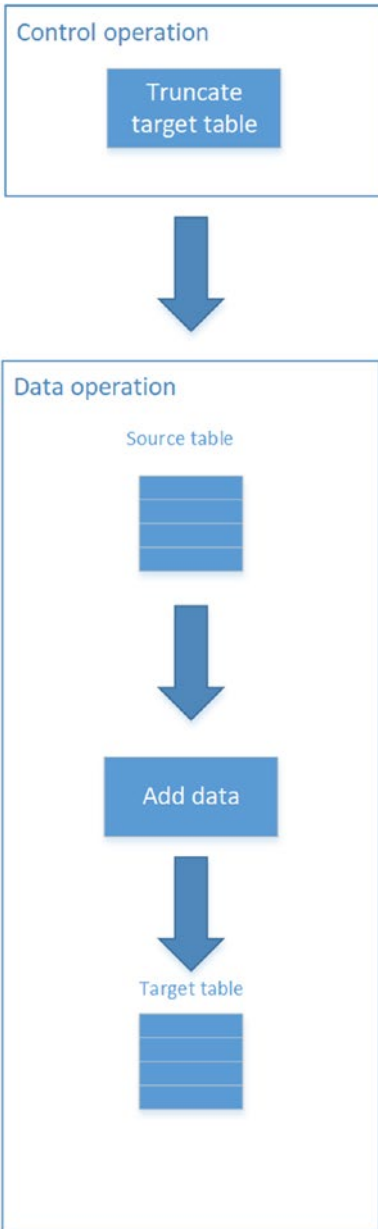 Control operation
Truncate
target table
Data operation
Source table
Add data
Target table